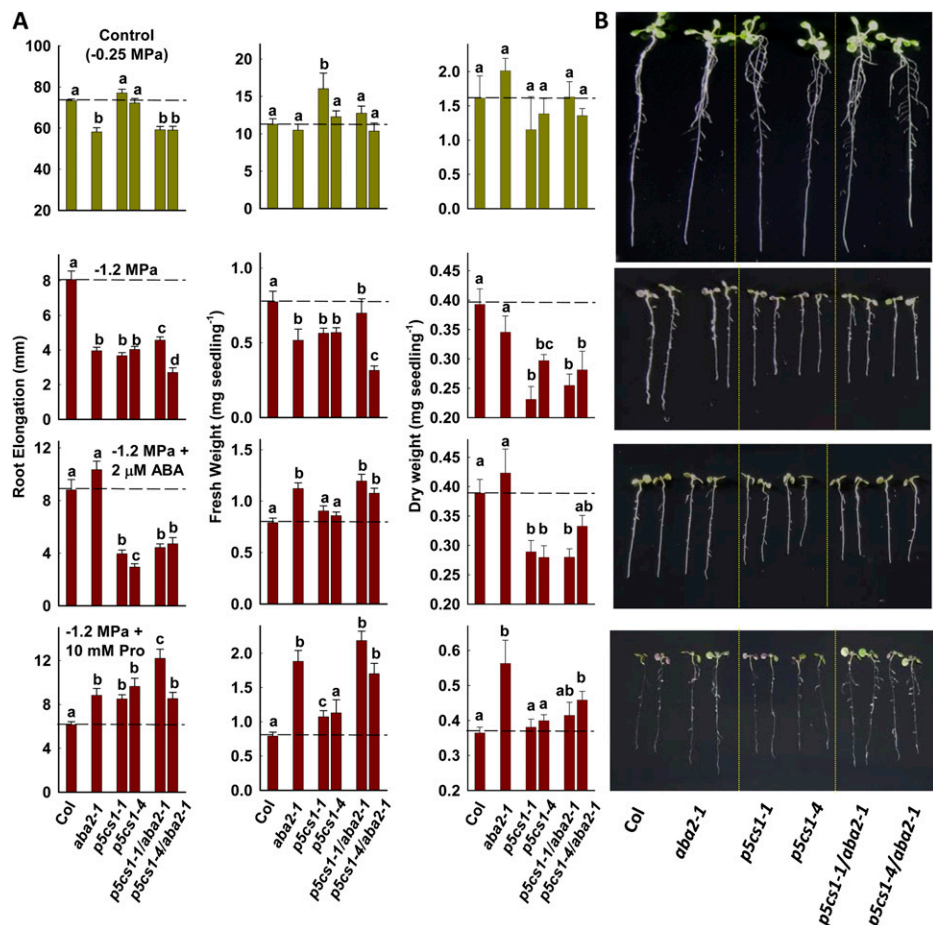 A
B
Control
(-0.25 MPa)
100
80
60
40
20
a
b
a
a
b b
20
15
10
5
0
a
a
b
a
a
a
2.0
1.5
1.0
0.5
0.0
a
a
a a
a
a
-1.2 MPa
8
6
4
2
0
a
b
b b
c
d
1.0
0.5
0.0
a
b
b b
b
c
0.40
0.35
0.30
0.25
0.20
a
a
b
bc
b
b
Root Elongation (mm)
Fresh Weight (mg seedling-1)
Dry weight (mg seedling-1)
-1.2 MPa +
2 µM ABA
12
8
4
0
a
a
b
c
b
b
1.5
1.0
0.5
0.0
a
b
a
a
b
b
0.45
0.40
0.35
0.30
0.25
0.20
a
a
b b
b
ab
-1.2 MPa +
10 mM Pro
12
9
6
3
0
a
b
b
b
c
b
2.0
1.0
0.0
a
b
c
a
b
b
0.6
0.5
0.4
0.3
0.2
a
b
a
a
ab
b
Col
aba2-1
p5cs1-1
p5cs1-4
p5cs1-1/aba2-1
p5cs1-4/aba2-1
Col
aba2-1
p5cs1-1
p5cs1-4
p5cs1-1/aba2-1
p5cs1-4/aba2-1
Col
aba2-1
p5cs1-1
p5cs1-4
p5cs1-1/aba2-1
p5cs1-4/aba2-1
Col
aba2-1
p5cs1-1
p5cs1-4
p5cs1-1/aba2-1
p5cs1-4/aba2-1